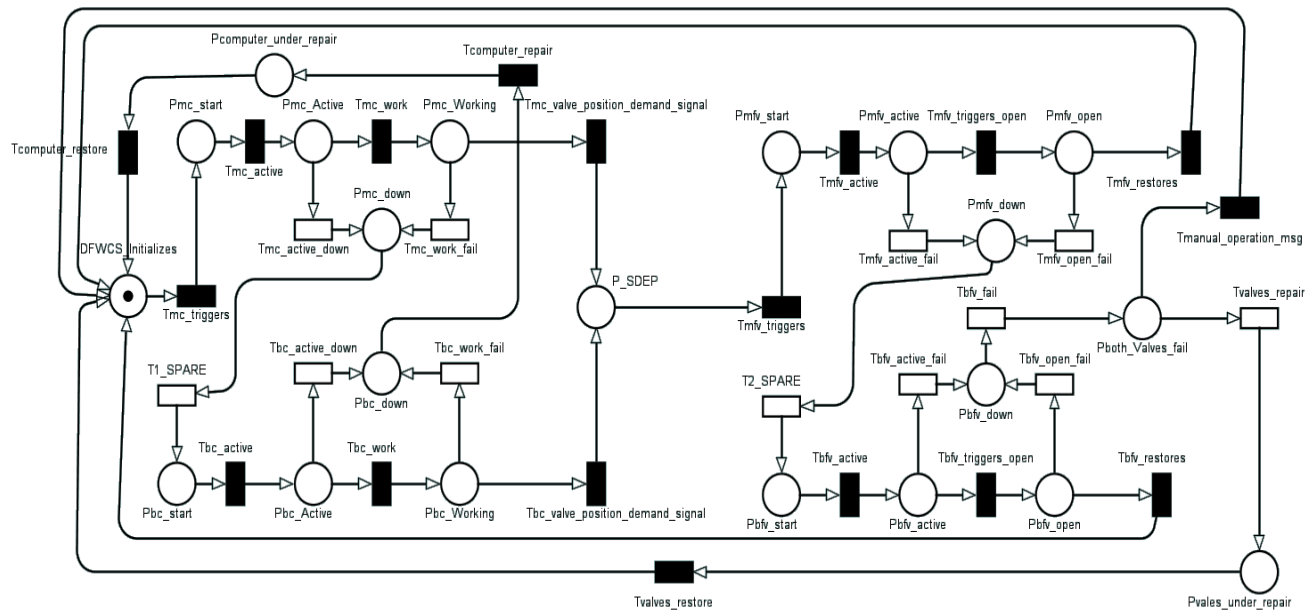 Pcomputer_under_repair
Tcomputer_repair
Pmc_start
Pmc_Active
Tmc_work
Pmc_Working
Tmc_valve_position_demand_signal
Pmfv_start
Pmfv_active
Tmfv_triggers_open
Pmfv_open
Tcomputer_restore
Tmc_active
Tmfv_active
Tmfv_restores
Pmc_down
Pmfv_down
Tmc_active_down
Tmc_work_fail
Tmfv_active_fail
Tmfv_open_fail
Tmanual_operation_msg
DFWCS_Initializes
P_SDEP
Tmc_triggers
Tmfv_triggers
Tbfv_fail
Tvalves_repair
Tbc_active_down
Tbc_work_fail
Tbfv_active_fail
Tbfv_open_fail
Pboth_Valves_fail
T1_SPARE
T2_SPARE
Pbc_down
Pbfv_down
Tbc_active
Tbc_work
Tbfv_active
Tbfv_triggers_open
Tbfv_restores
Pbc_start
Pbc_Active
Pbc_Working
Tbc_valve_position_demand_signal
Pbfv_start
Pbfv_active
Pbfv_open
Tvalves_restore
Pvales_under_repair